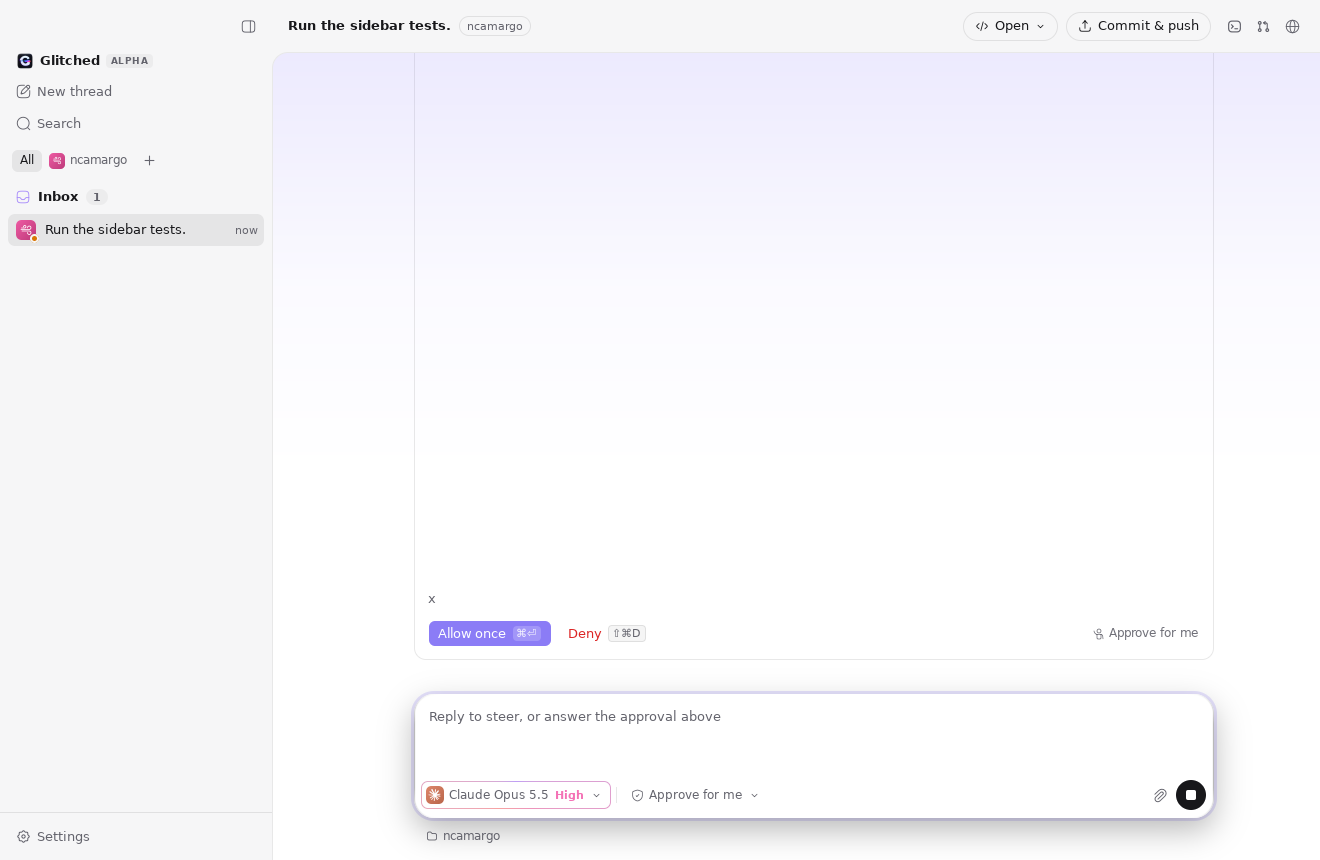 Run the sidebar tests. ncamargo Open Commit & push
Glitched ALPHA
New thread
Search
All ncamargo
Inbox 1
Run the sidebar tests. now
x
Allow once ⌘⏎ Deny ⇧⌘D Approve for me
Reply to steer, or answer the approval above
Claude Opus 5.5 High Approve for me
ncamargo
Settings